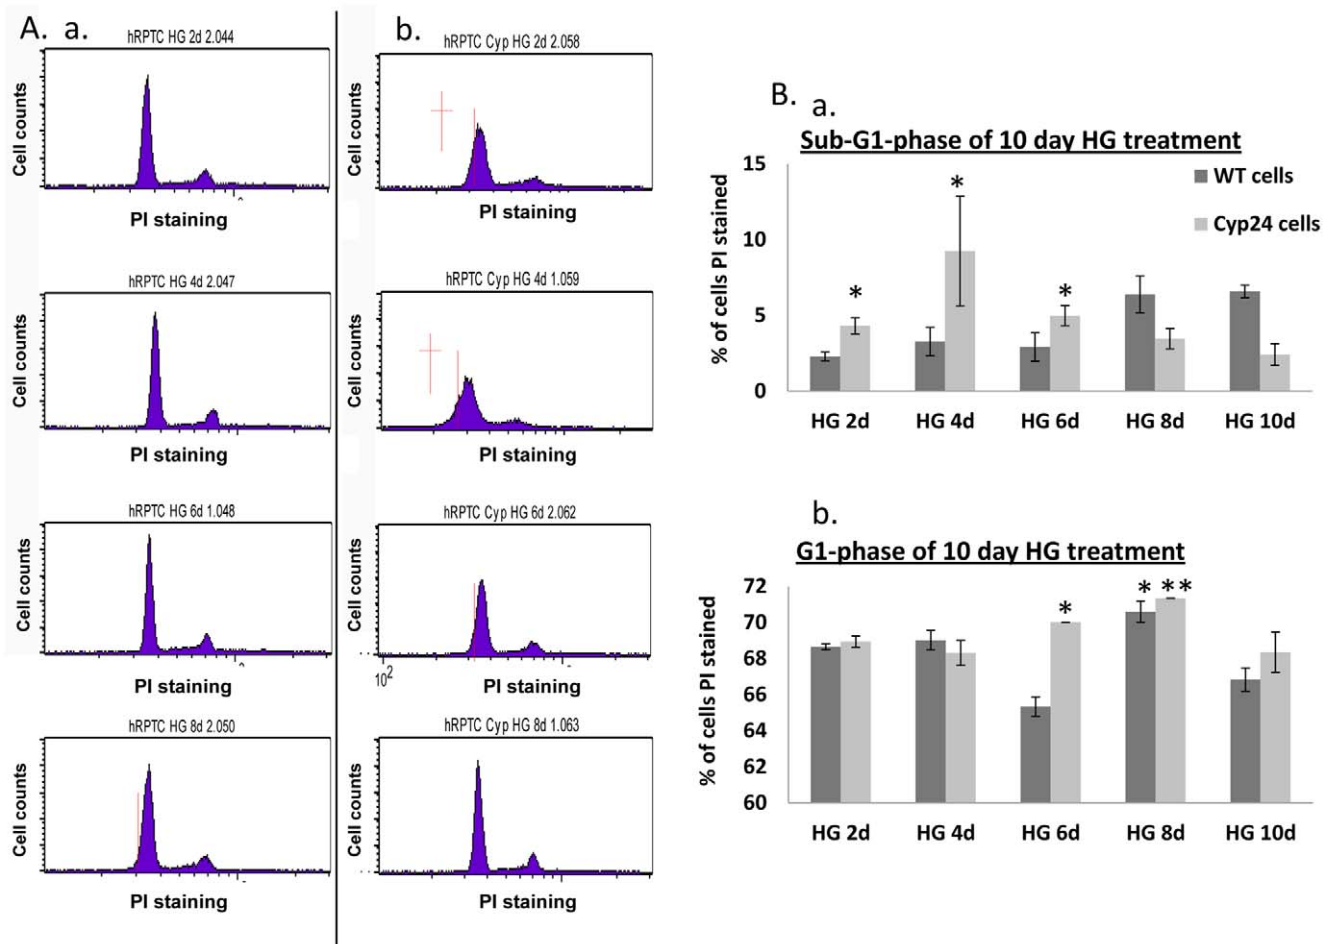 A. a.
hRPTC HG 2d 2.044
Cell counts
PI staining
hRPTC HG 4d 2.047
Cell counts
PI staining
hRPTC HG 6d 1.048
Cell counts
PI staining
hRPTC HG 8d 2.050
Cell counts
PI staining
b.
hRPTC Cyp HG 2d 2.058
Cell counts
PI staining
hRPTC Cyp HG 4d 1.059
Cell counts
PI staining
hRPTC Cyp HG 6d 2.062
Cell counts
10²
PI staining
hRPTC Cyp HG 8d 1.063
Cell counts
PI staining
B. a.
Sub-G1-phase of 10 day HG treatment
% of cells PI stained
15
10
5
0
WT cells
Cyp24 cells
*
*
*
HG 2d HG 4d HG 6d HG 8d HG 10d
b.
G1-phase of 10 day HG treatment
% of cells PI stained
72
70
68
66
64
62
60
*
* **
HG 2d HG 4d HG 6d HG 8d HG 10d